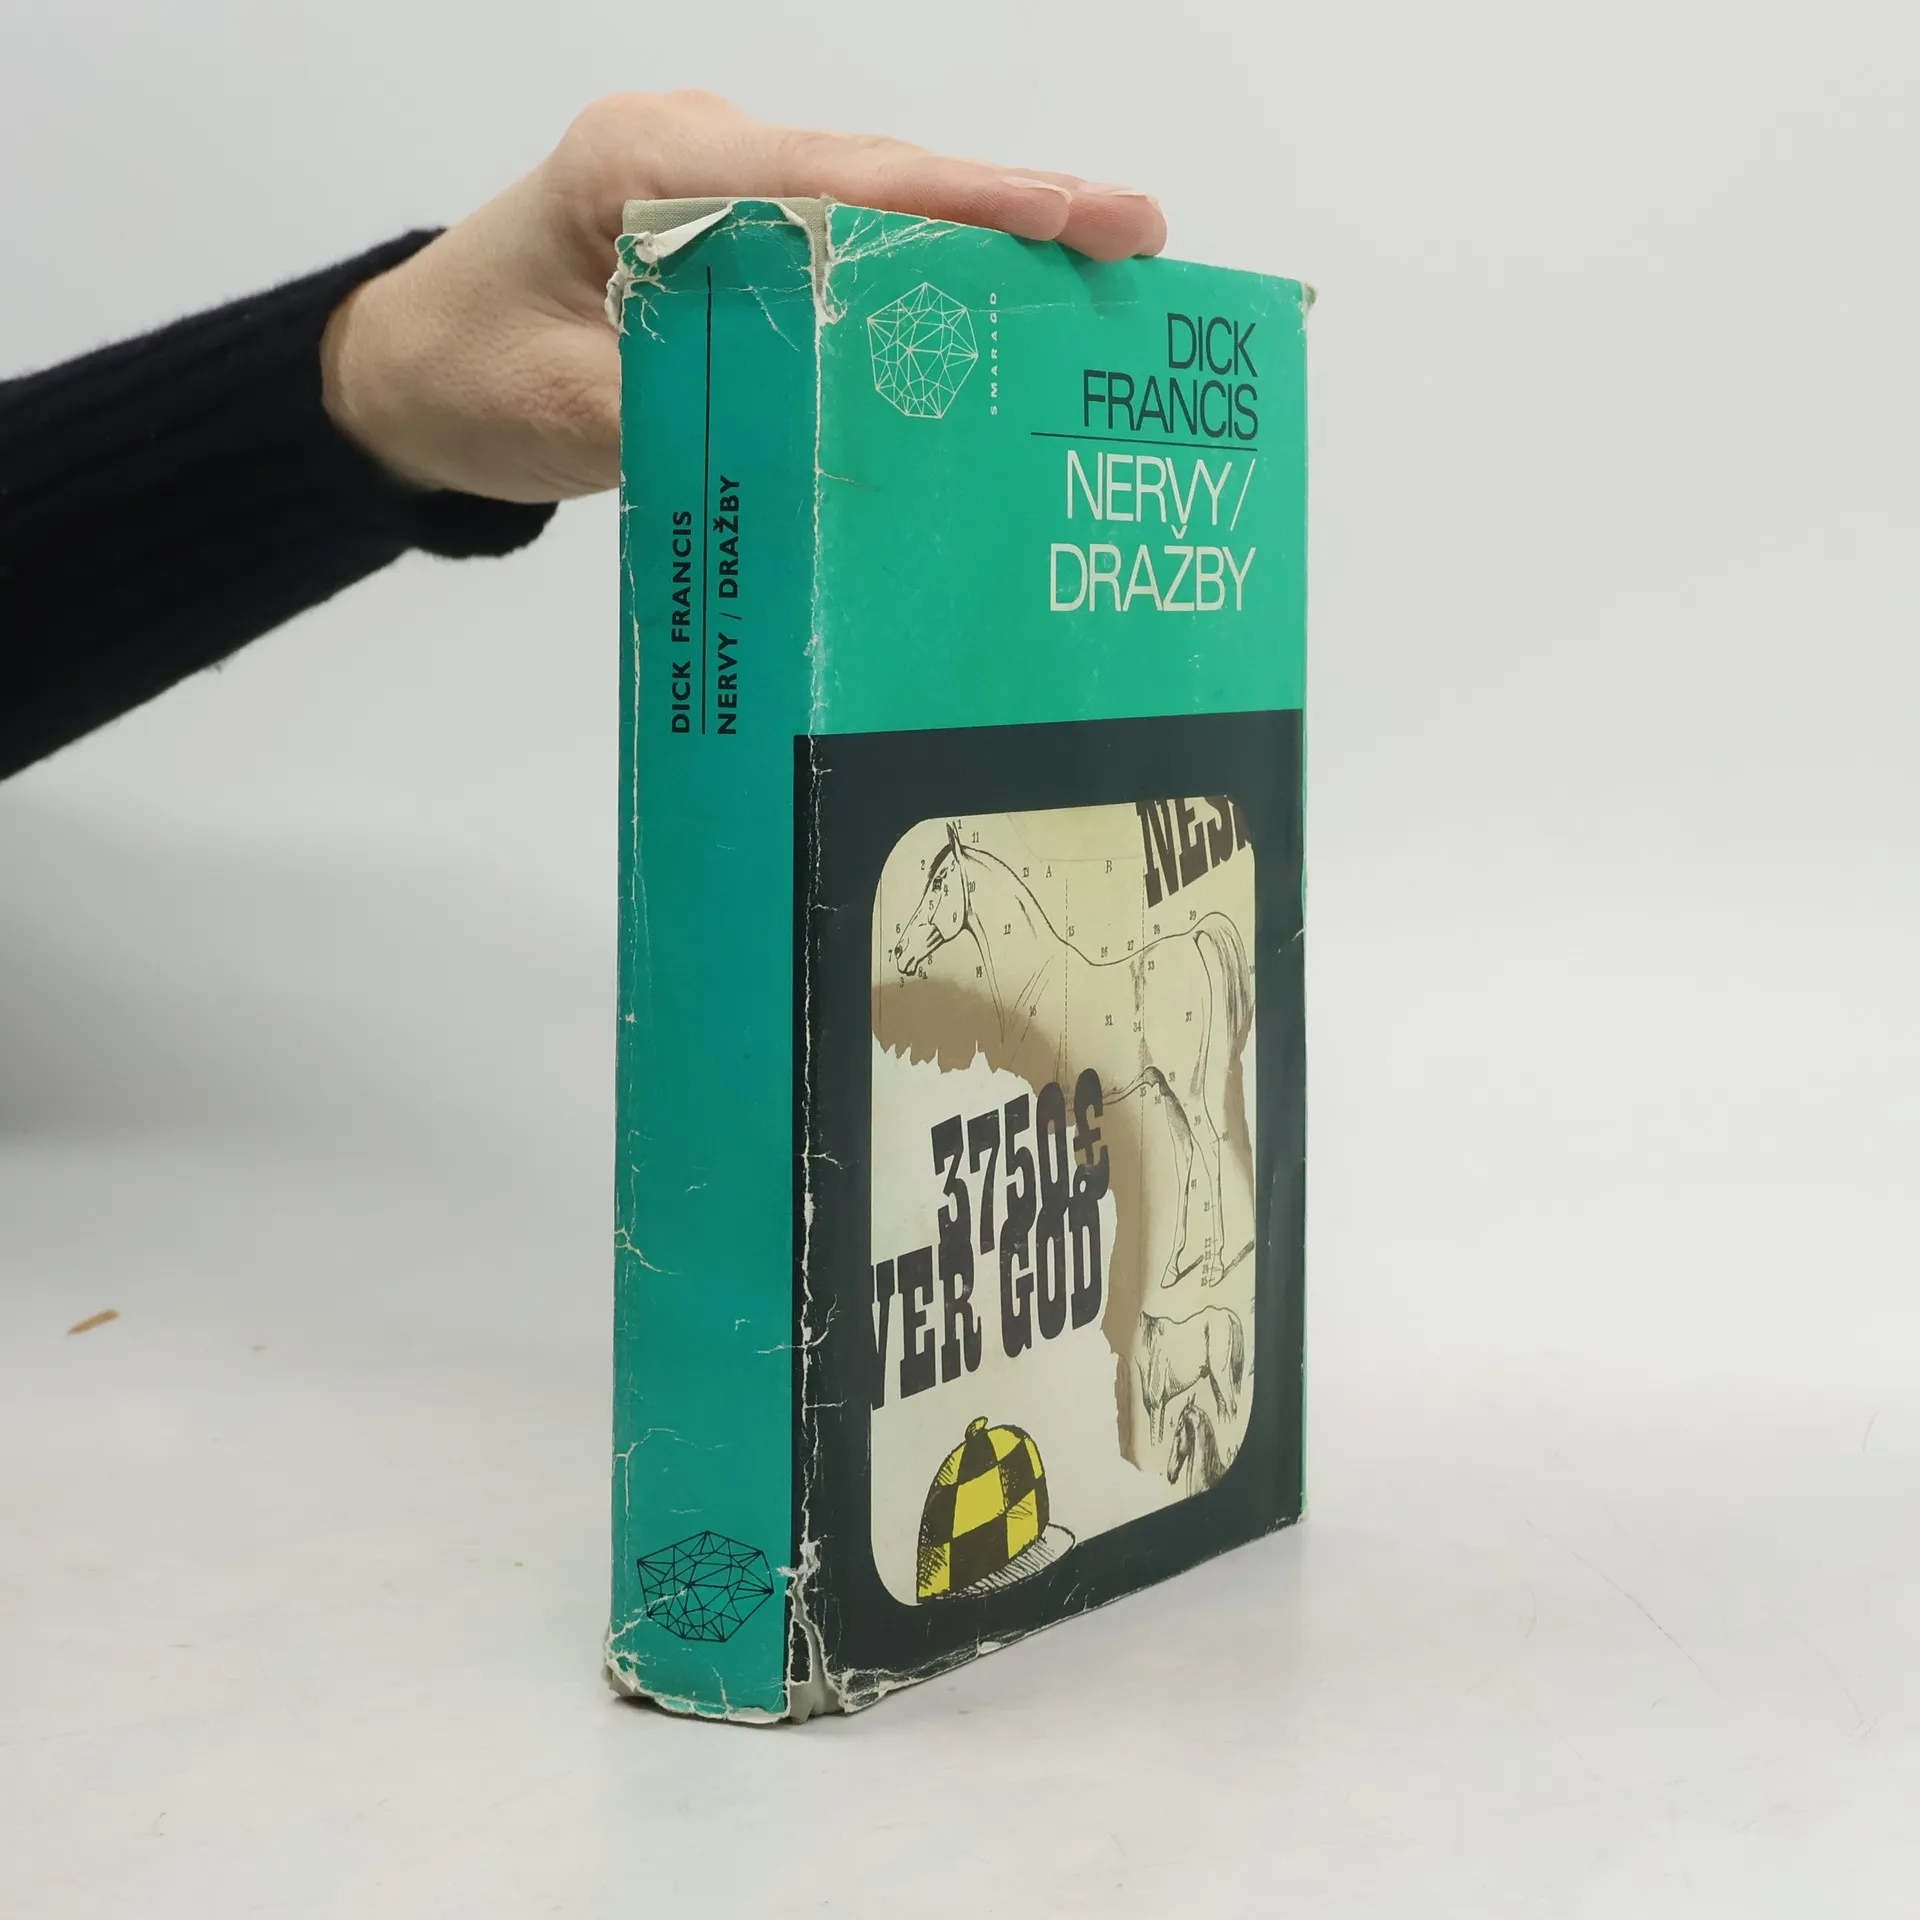 DICK FRANCIS
NERVY / DRAŽBY
SMARAGD
DICK
FRANCIS
NERVY/
DRAŽBY
3750£
VER GOD